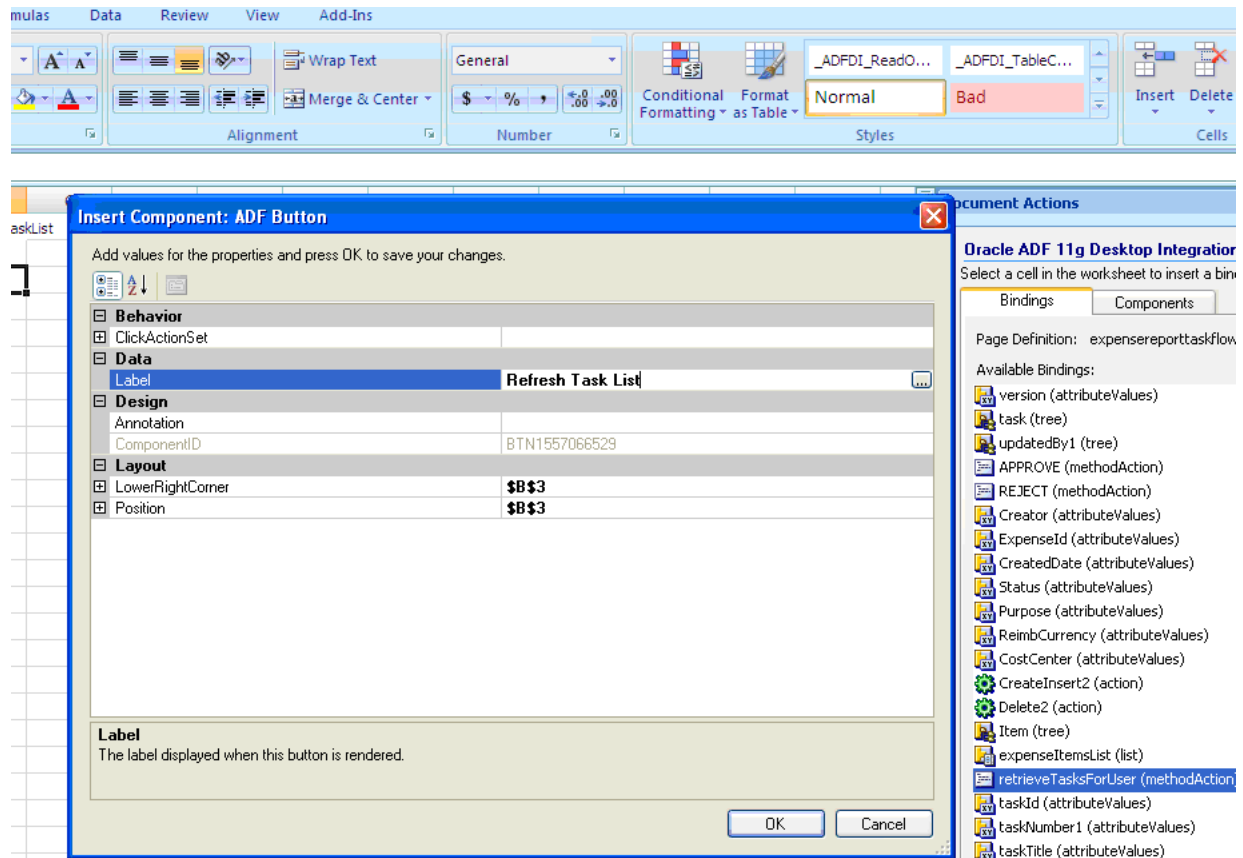 mulas Data Review View Add-Ins
A A Wrap Text General _ADFDI_ReadO... _ADFDI_TableC...
A Merge & Center $ % , .0 .00 .00 .0 Conditional Formatting Format as Table Normal Bad Insert Delete
Alignment Number Styles Cells
askList
Insert Component: ADF Button
Add values for the properties and press OK to save your changes.
Behavior
ClickActionSet
Data
Label Refresh Task List ...
Design
Annotation
ComponentID BTN1557066529
Layout
LowerRightCorner $B$3
Position $B$3
Label
The label displayed when this button is rendered.
OK Cancel
ocument Actions
Oracle ADF 11g Desktop Integration
Select a cell in the worksheet to insert a bin
Bindings Components
Page Definition: expensereporttaskflow
Available Bindings:
version (attributeValues)
task (tree)
updatedBy1 (tree)
APPROVE (methodAction)
REJECT (methodAction)
Creator (attributeValues)
ExpenseId (attributeValues)
CreatedDate (attributeValues)
Status (attributeValues)
Purpose (attributeValues)
ReimbCurrency (attributeValues)
CostCenter (attributeValues)
CreateInsert2 (action)
Delete2 (action)
Item (tree)
expenseItemsList (list)
retrieveTasksForUser (methodAction)
taskId (attributeValues)
taskNumber1 (attributeValues)
taskTitle (attributeValues)